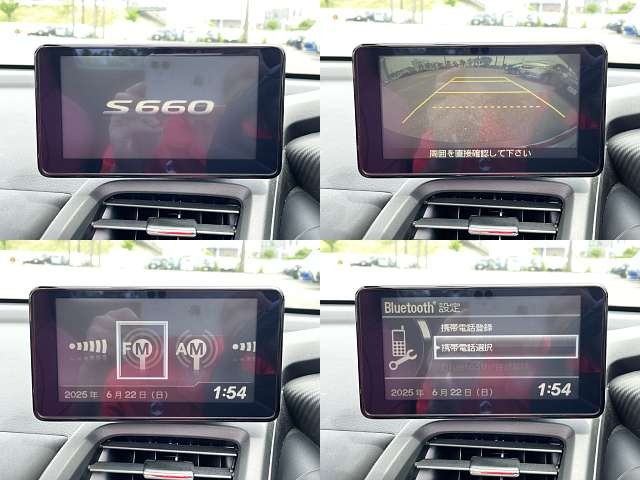 S660
周囲を直接確認して下さい
FM
AM
2025年 6月22日(日) 1:54
Bluetooth® 設定
携帯電話登録
携帯電話選択
2025年 6月22日(日) 1:54